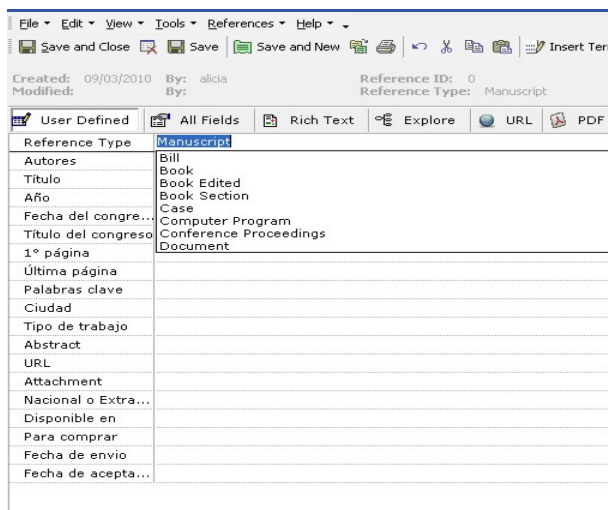 File Edit View Tools References Help
Save and Close Save Save and New Insert Ter
Created: 09/03/2010 By: alicia Reference ID: 0
Modified: By: Reference Type: Manuscript
User Defined All Fields Rich Text Explore URL PDF
Reference Type Manuscript
Autores Bill
Book
Título Book Edited
Año Book Section
Case
Fecha del congre... Computer Program
Título del congreso Conference Proceedings
1º página Document
Última página
Palabras clave
Ciudad
Tipo de trabajo
Abstract
URL
Attachment
Nacional o Extra...
Disponible en
Para comprar
Fecha de envio
Fecha de acepta...